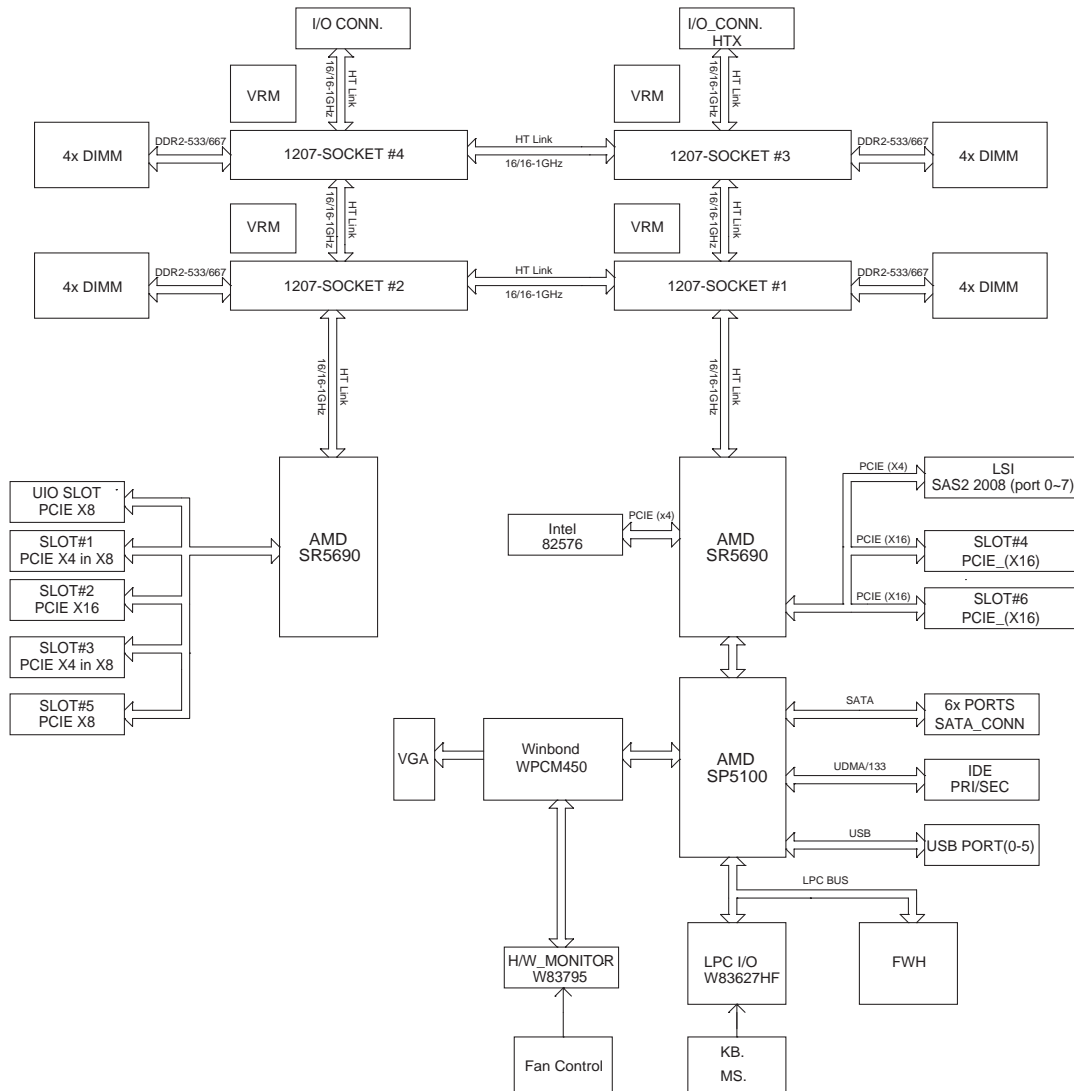 I/O CONN.
I/O_CONN.
HTX
16/16-1GHz
HT Link
16/16-1GHz
HT Link
VRM
VRM
4x DIMM
DDR2-533/667
1207-SOCKET #4
HT Link
16/16-1GHz
1207-SOCKET #3
DDR2-533/667
4x DIMM
16/16-1GHz
HT Link
16/16-1GHz
HT Link
VRM
VRM
4x DIMM
DDR2-533/667
1207-SOCKET #2
HT Link
16/16-1GHz
1207-SOCKET #1
DDR2-533/667
4x DIMM
16/16-1GHz
HT Link
16/16-1GHz
HT Link
UIO SLOT
PCIE X8
SLOT#1
PCIE X4 in X8
SLOT#2
PCIE X16
SLOT#3
PCIE X4 in X8
SLOT#5
PCIE X8
AMD
SR5690
Intel
82576
PCIE (x4)
AMD
SR5690
PCIE (X4)
LSI
SAS2 2008 (port 0~7)
PCIE (X16)
SLOT#4
PCIE_(X16)
PCIE (X16)
SLOT#6
PCIE_(X16)
VGA
Winbond
WPCM450
AMD
SP5100
SATA
6x PORTS
SATA_CONN
UDMA/133
IDE
PRI/SEC
USB
USB PORT(0-5)
LPC BUS
H/W_MONITOR
W83795
LPC I/O
W83627HF
FWH
Fan Control
KB.
MS.